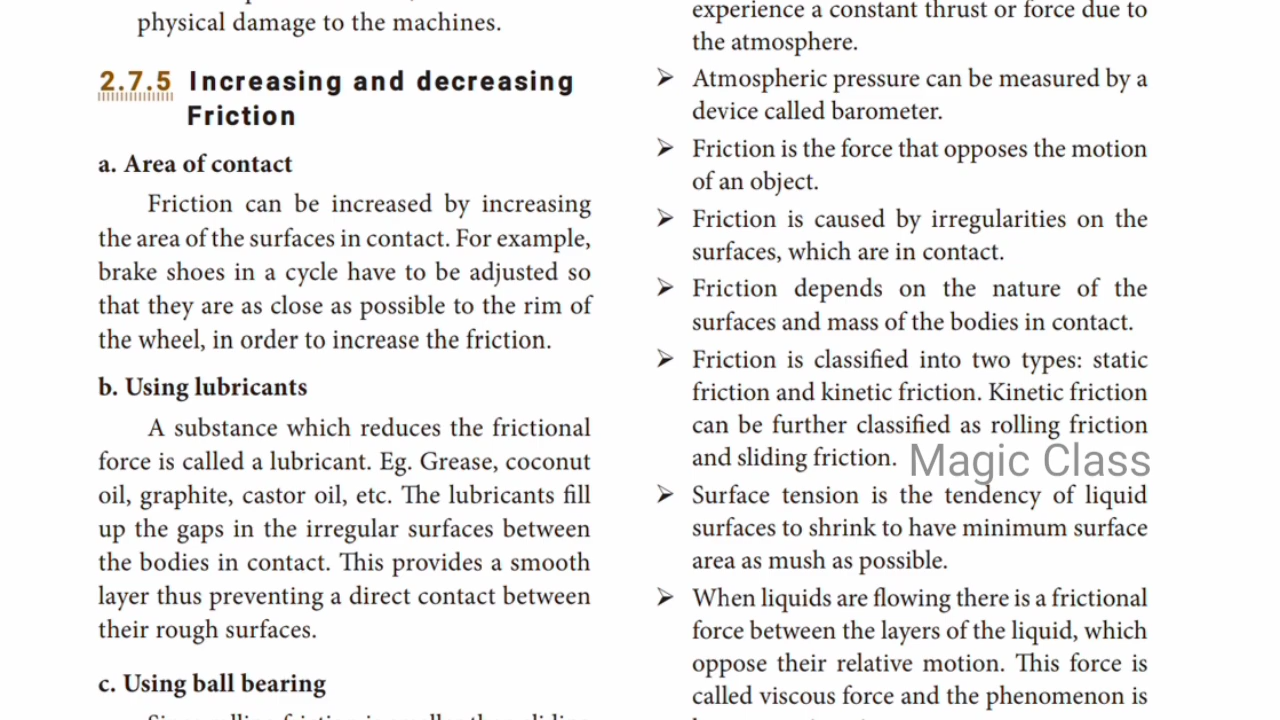 physical damage to the machines.
2.7.5 Increasing and decreasing
Friction
a. Area of contact
Friction can be increased by increasing
the area of the surfaces in contact. For example,
brake shoes in a cycle have to be adjusted so
that they are as close as possible to the rim of
the wheel, in order to increase the friction.
b. Using lubricants
A substance which reduces the frictional
force is called a lubricant. Eg. Grease, coconut
oil, graphite, castor oil, etc. The lubricants fill
up the gaps in the irregular surfaces between
the bodies in contact. This provides a smooth
layer thus preventing a direct contact between
their rough surfaces.
c. Using ball bearing
experience a constant thrust or force due to
the atmosphere.
➤ Atmospheric pressure can be measured by a
device called barometer.
➤ Friction is the force that opposes the motion
of an object.
➤ Friction is caused by irregularities on the
surfaces, which are in contact.
➤ Friction depends on the nature of the
surfaces and mass of the bodies in contact.
➤ Friction is classified into two types: static
friction and kinetic friction. Kinetic friction
can be further classified as rolling friction
and sliding friction.
Magic Class
➤ Surface tension is the tendency of liquid
surfaces to shrink to have minimum surface
area as mush as possible.
➤ When liquids are flowing there is a frictional
force between the layers of the liquid, which
oppose their relative motion. This force is
called viscous force and the phenomenon is